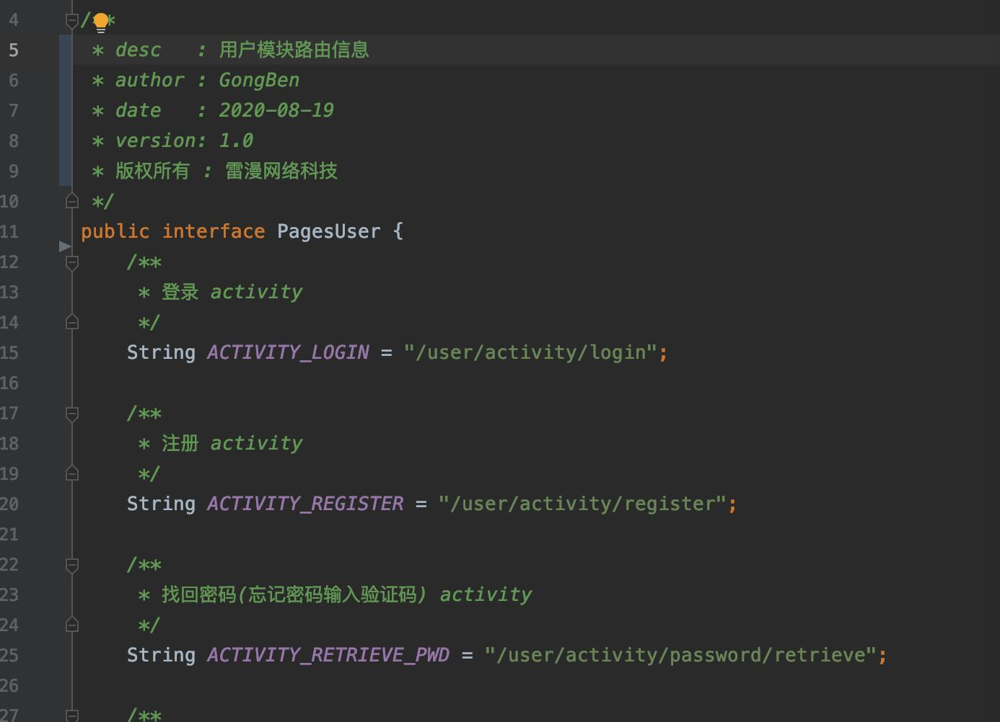 4 /**
5 * desc   : 用户模块路由信息
6 * author : GongBen
7 * date   : 2020-08-19
8 * version: 1.0
9 * 版权所有 : 雷漫网络科技
10 */
11 public interface PagesUser {
12 /**
13 * 登录 activity
14 */
15 String ACTIVITY_LOGIN = "/user/activity/login";
16
17 /**
18 * 注册 activity
19 */
20 String ACTIVITY_REGISTER = "/user/activity/register";
21
22 /**
23 * 找回密码(忘记密码输入验证码) activity
24 */
25 String ACTIVITY_RETRIEVE_PWD = "/user/activity/password/retrieve";
26
27 /**